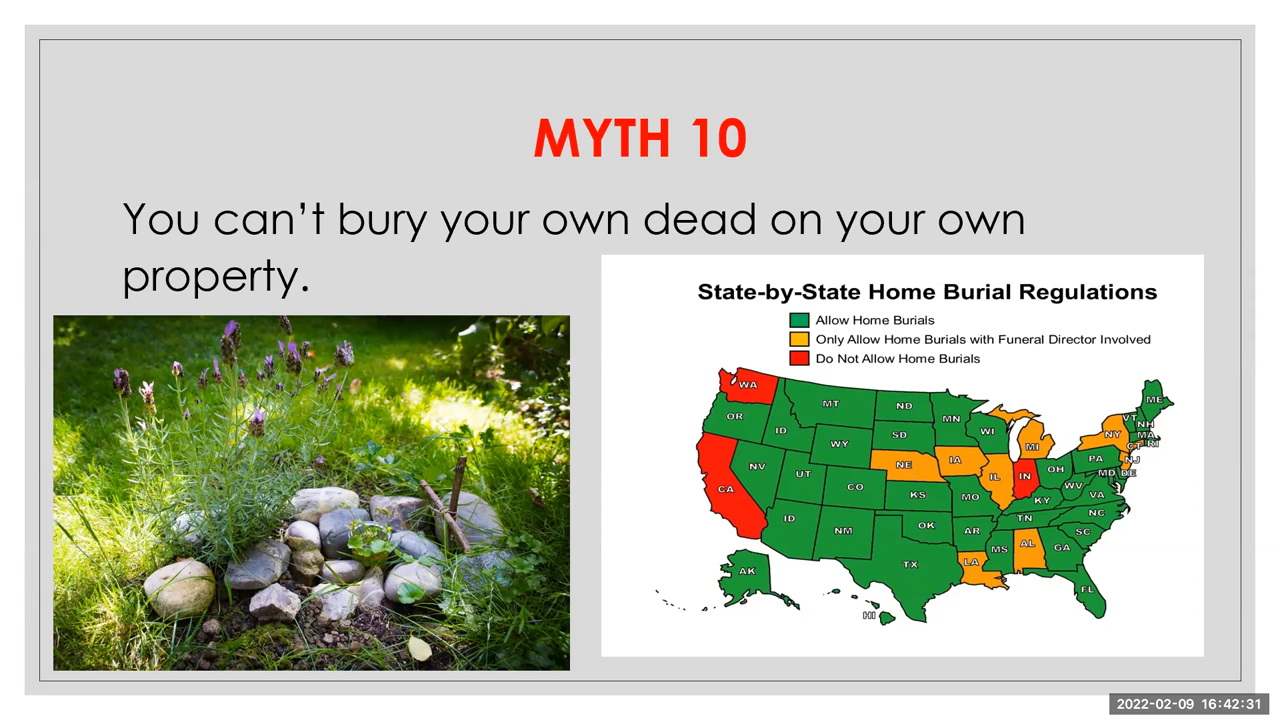 MYTH 10
You can’t bury your own dead on your own
property.
State-by-State Home Burial Regulations
Allow Home Burials
Only Allow Home Burials with Funeral Director Involved
Do Not Allow Home Burials
WA
MT
ND
MN
ME
OR
ID
WY
SD
WI
MI
NY
VT
NH
MA
RI
CT
NV
UT
CO
NE
IA
IL
IN
OH
PA
NJ
MD
DE
CA
KS
MO
KY
WV
VA
ID
NM
OK
AR
TN
NC
SC
TX
LA
MS
AL
GA
FL
AK
HI
2022-02-09 16:42:31